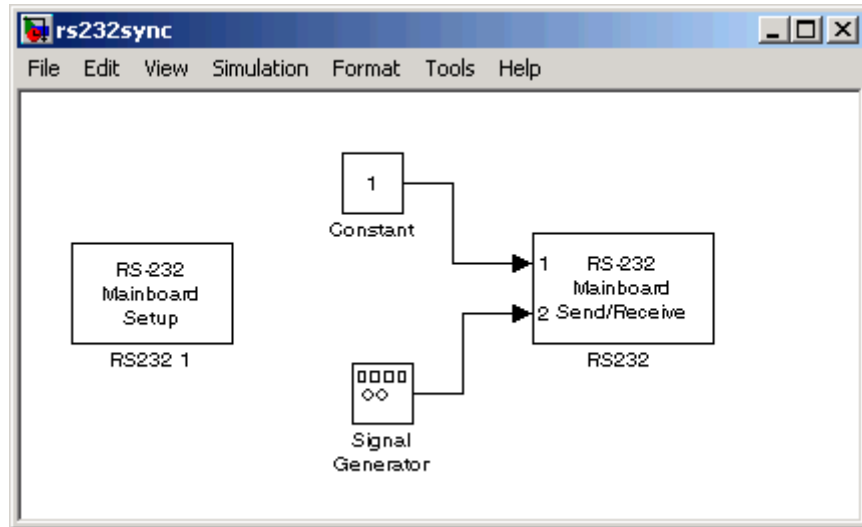 rs232sync
File Edit View Simulation Format Tools Help
1
Constant
RS-232
Mainboard
Setup
RS232 1
1 RS-232
Mainboard
2 Send/Receive
RS232
Signal
Generator